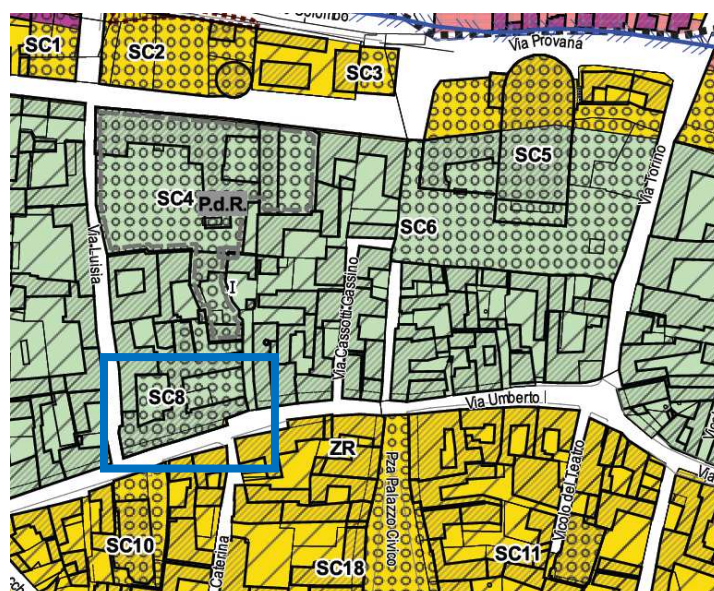 Colombo
SC1
SC2
SC3
Via Provana
SC5
SC4
P.d.R.
SC6
Via Torino
Via Luisia
I
Via Cassotti Cassino
SC8
Via Umberto I
ZR
P.za Palazzo Civico
Vicolo del Teatro
SC10
Caterina
SC18
SC11